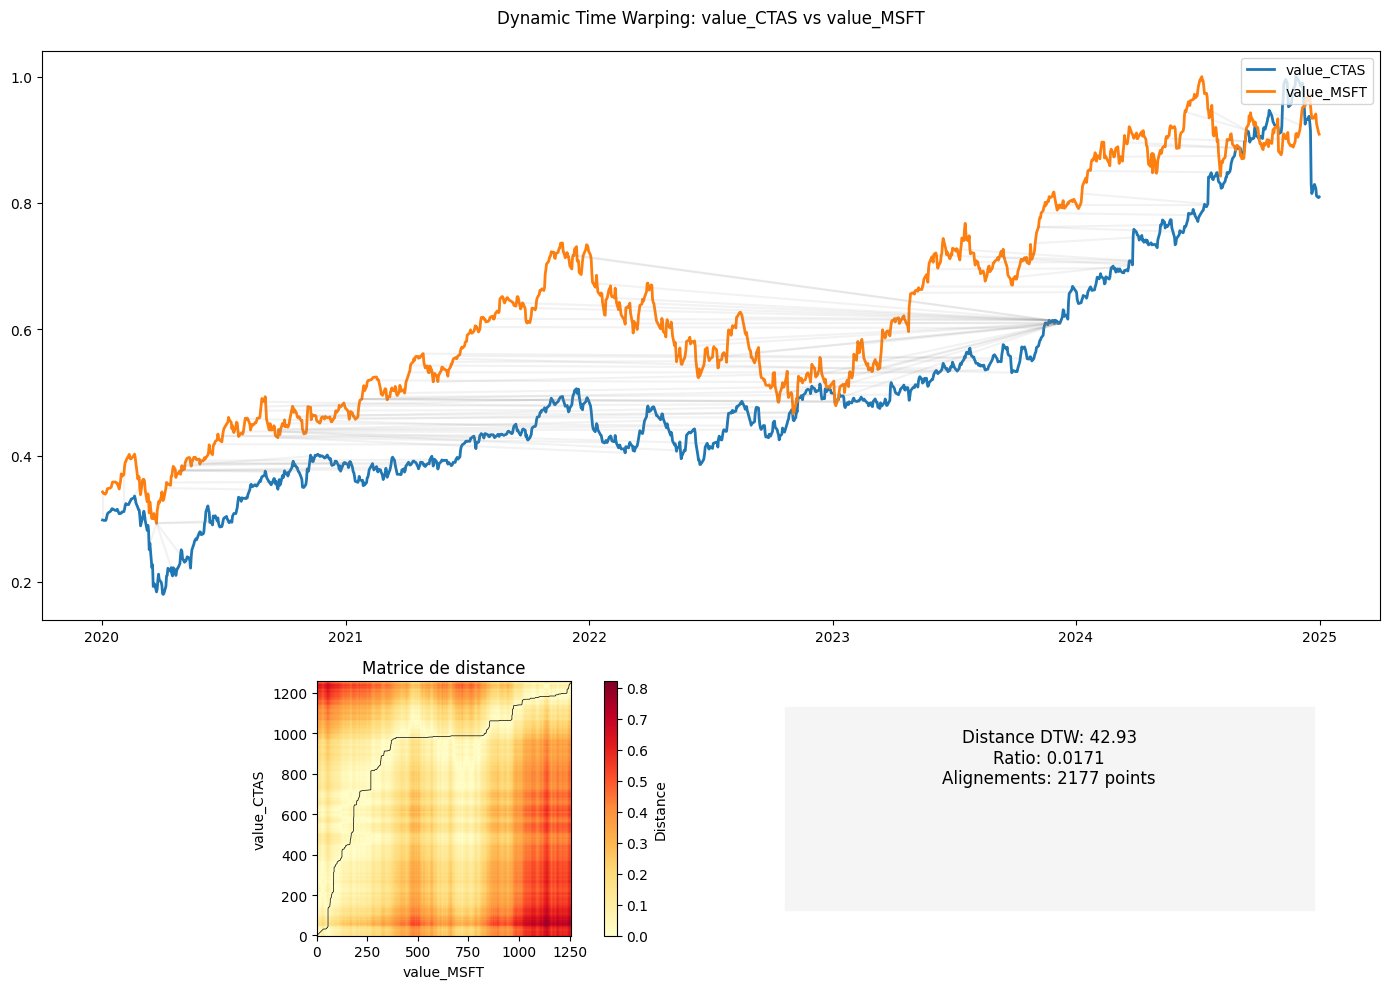 Dynamic Time Warping: value_CTAS vs value_MSFT
value_CTAS
value_MSFT
1.0
0.8
0.6
0.4
0.2
2020 2021 2022 2023 2024 2025
Matrice de distance
value_CTAS
1200
1000
800
600
400
200
0
0 250 500 750 1000 1250
value_MSFT
0.8
0.7
0.6
0.5
0.4
0.3
0.2
0.1
0.0
Distance
Distance DTW: 42.93
Ratio: 0.0171
Alignements: 2177 points